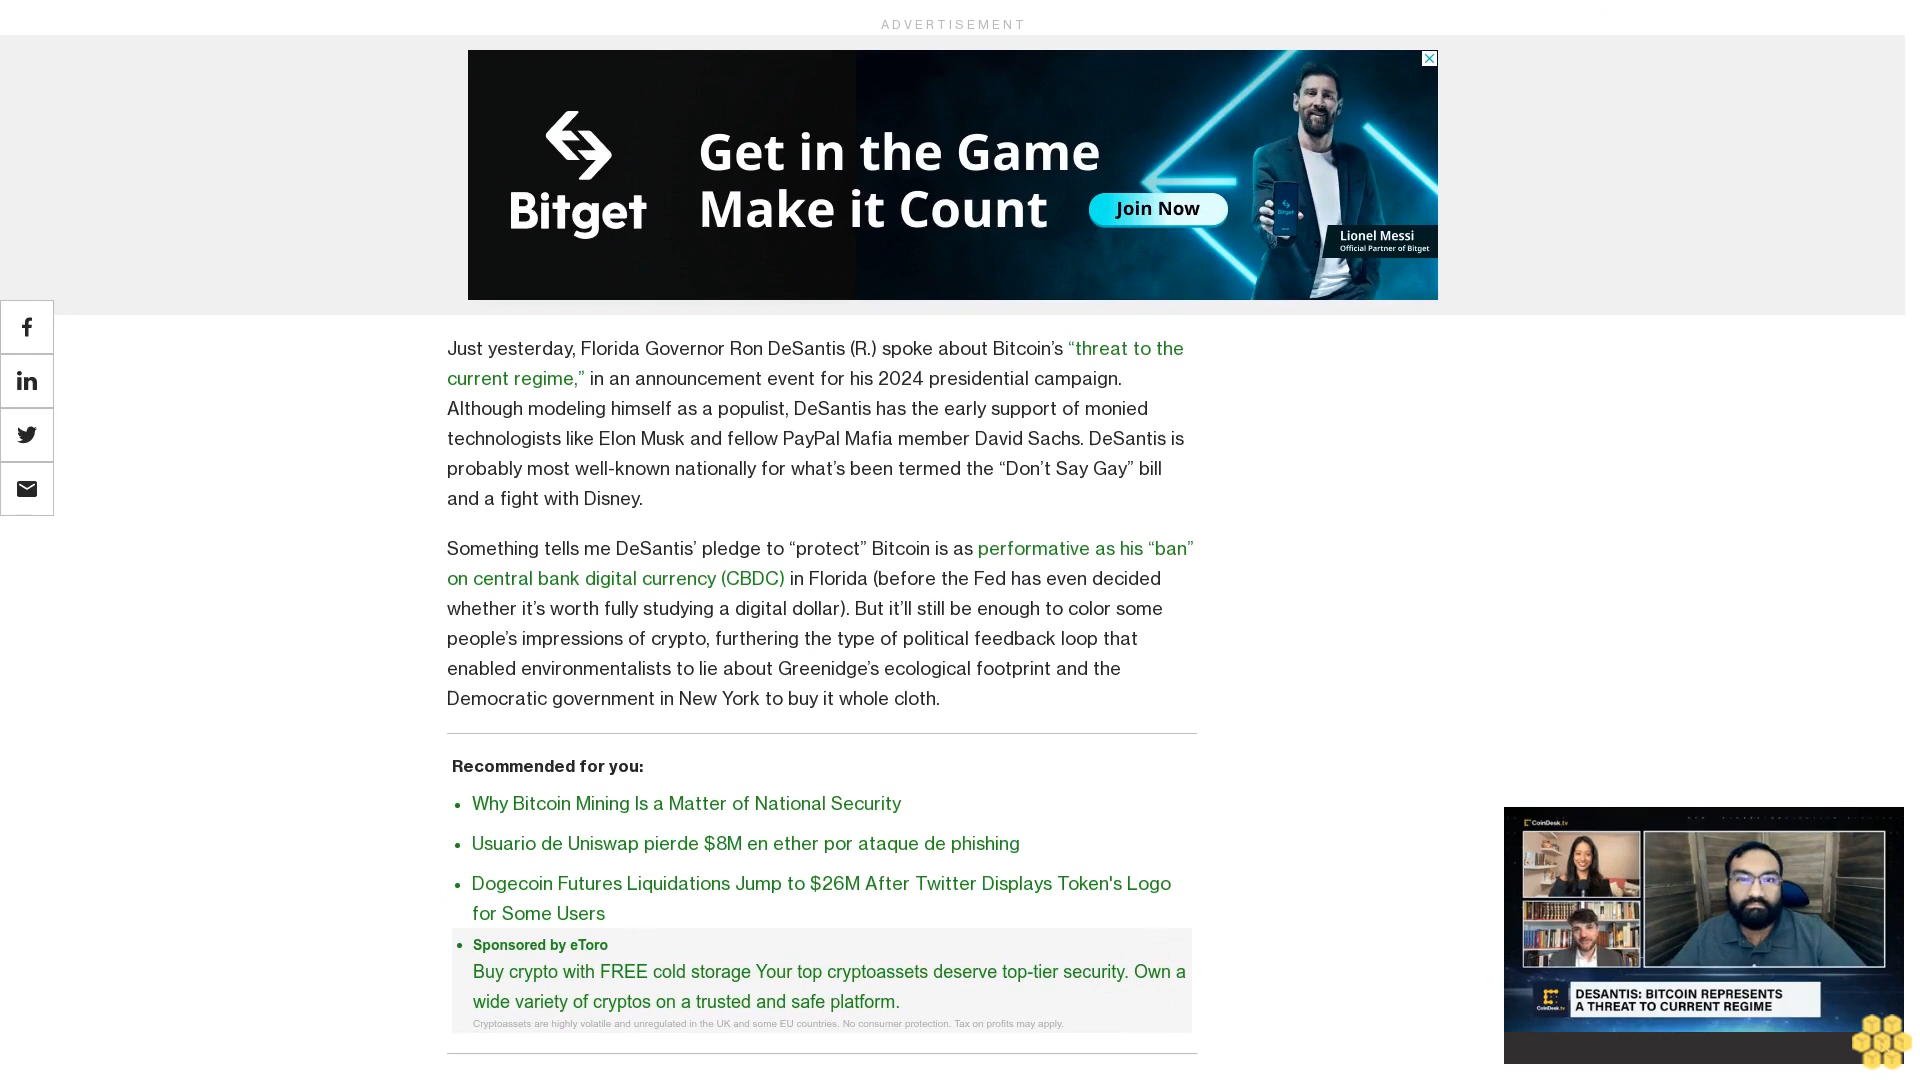 ADVERTISEMENT
Bitget
Get in the Game
Make it Count
Join Now
Lionel Messi
Official Partner of Bitget
Bitget
Just yesterday, Florida Governor Ron DeSantis (R.) spoke about Bitcoin’s “threat to the
current regime,” in an announcement event for his 2024 presidential campaign.
Although modeling himself as a populist, DeSantis has the early support of monied
technologists like Elon Musk and fellow PayPal Mafia member David Sachs. DeSantis is
probably most well-known nationally for what’s been termed the “Don’t Say Gay” bill
and a fight with Disney.
Something tells me DeSantis’ pledge to “protect” Bitcoin is as performative as his “ban”
on central bank digital currency (CBDC) in Florida (before the Fed has even decided
whether it’s worth fully studying a digital dollar). But it’ll still be enough to color some
people’s impressions of crypto, furthering the type of political feedback loop that
enabled environmentalists to lie about Greenidge’s ecological footprint and the
Democratic government in New York to buy it whole cloth.
Recommended for you:
• Why Bitcoin Mining Is a Matter of National Security
• Usuario de Uniswap pierde $8M en ether por ataque de phishing
• Dogecoin Futures Liquidations Jump to $26M After Twitter Displays Token's Logo
for Some Users
• Sponsored by eToro
Buy crypto with FREE cold storage Your top cryptoassets deserve top-tier security. Own a
wide variety of cryptos on a trusted and safe platform.
Cryptoassets are highly volatile and unregulated in the UK and some EU countries. No consumer protection. Tax on profits may apply.
CoinDesk.tv
CoinDesk.tv
DESANTIS: BITCOIN REPRESENTS
A THREAT TO CURRENT REGIME